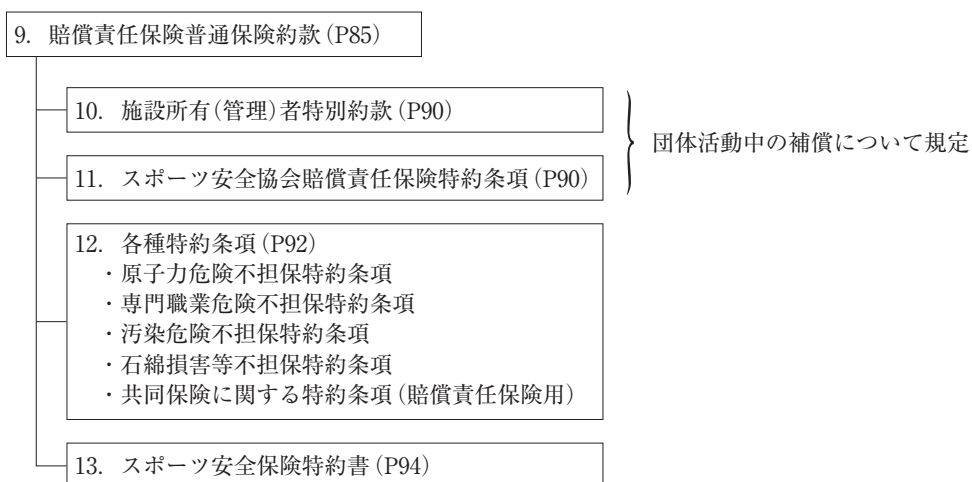 9. 賠償責任保険普通保険約款(P85)
10. 施設所有(管理)者特別約款(P90)
11. スポーツ安全協会賠償責任保険特約条項(P90)
団体活動中の補償について規定
12. 各種特約条項(P92)
・原子力危険不担保特約条項
・専門職業危険不担保特約条項
・汚染危険不担保特約条項
・石綿損害等不担保特約条項
・共同保険に関する特約条項(賠償責任保険用)
13. スポーツ安全保険特約書(P94)